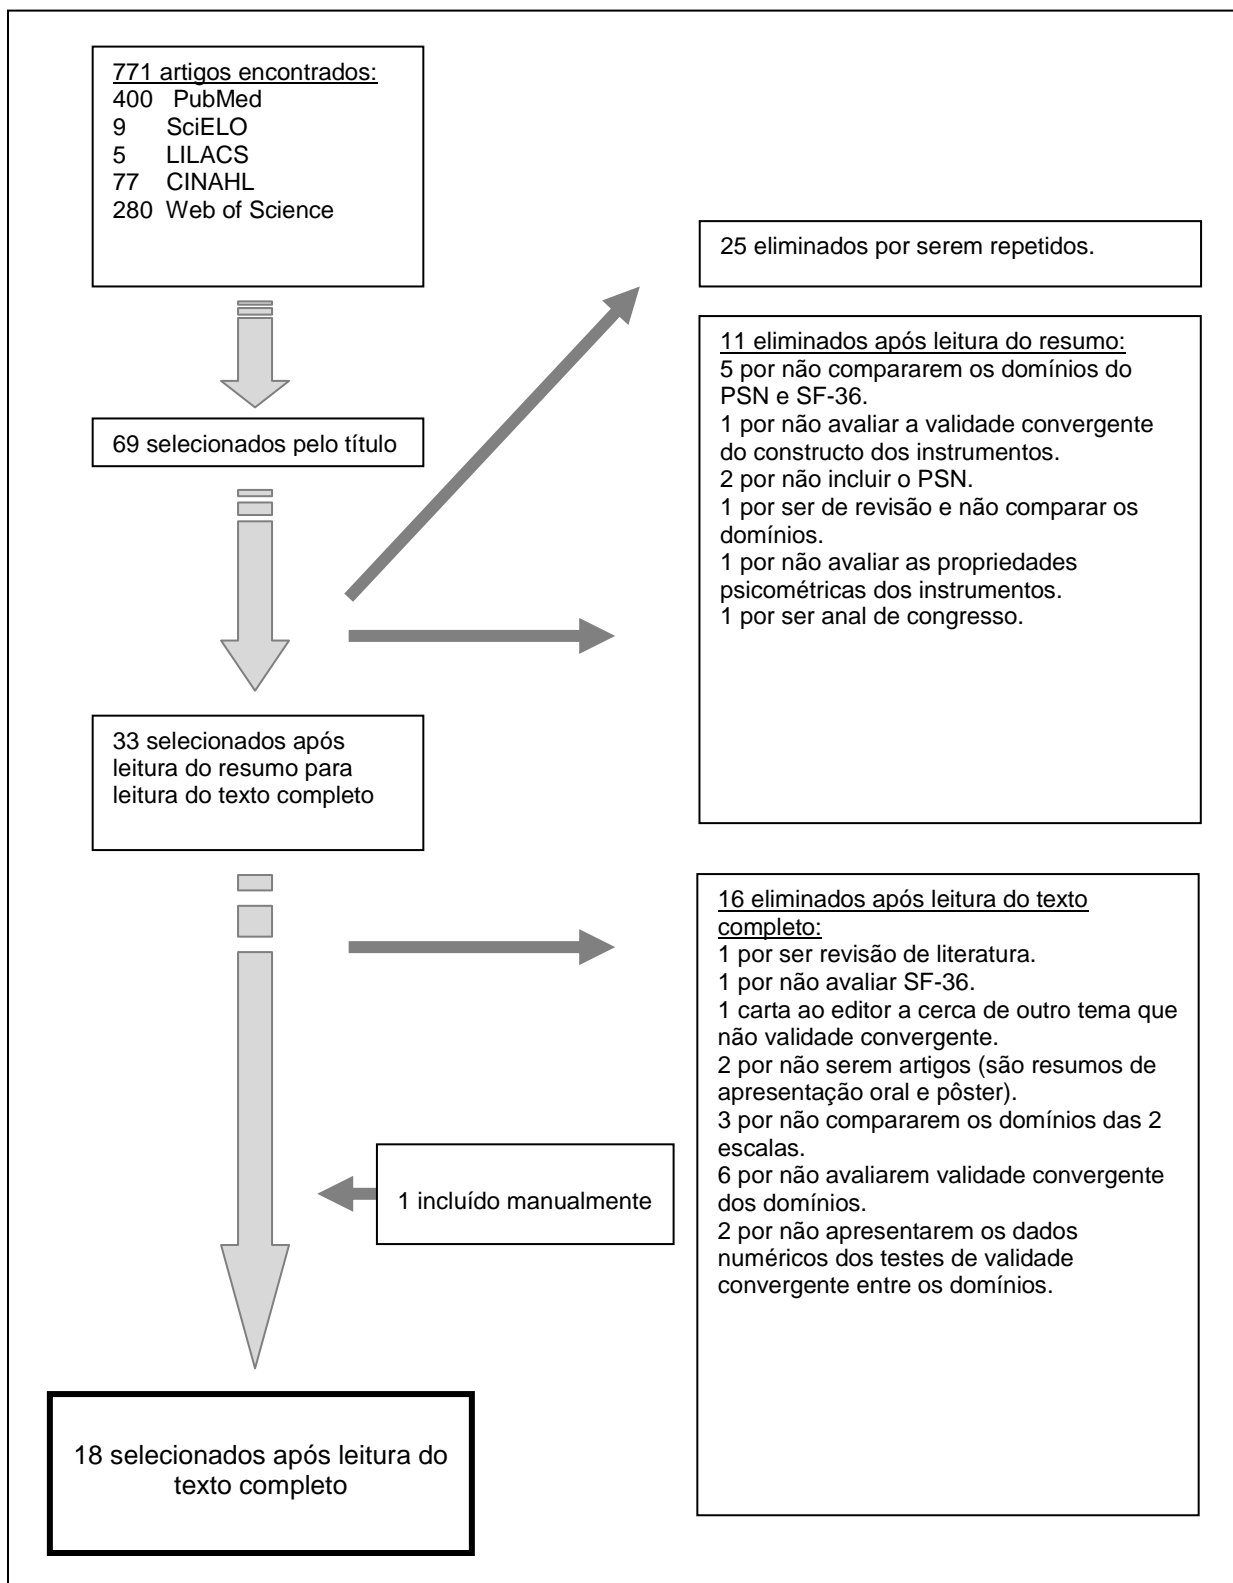 771 artigos encontrados:
400 PubMed
9 SciELO
5 LILACS
77 CINAHL
280 Web of Science
25 eliminados por serem repetidos.
11 eliminados após leitura do resumo:
5 por não compararem os domínios do
PSN e SF-36.
1 por não avaliar a validade convergente
do constructo dos instrumentos.
2 por não incluir o PSN.
1 por ser de revisão e não comparar os
domínios.
1 por não avaliar as propriedades
psicométricas dos instrumentos.
1 por ser anal de congresso.
69 selecionados pelo título
33 selecionados após
leitura do resumo para
leitura do texto completo
16 eliminados após leitura do texto
completo:
1 por ser revisão de literatura.
1 por não avaliar SF-36.
1 carta ao editor a cerca de outro tema que
não validade convergente.
2 por não serem artigos (são resumos de
apresentação oral e pôster).
3 por não compararem os domínios das 2
escalas.
6 por não avaliarem validade convergente
dos domínios.
2 por não apresentarem os dados
numéricos dos testes de validade
convergente entre os domínios.
1 incluído manualmente
18 selecionados após leitura do
texto completo